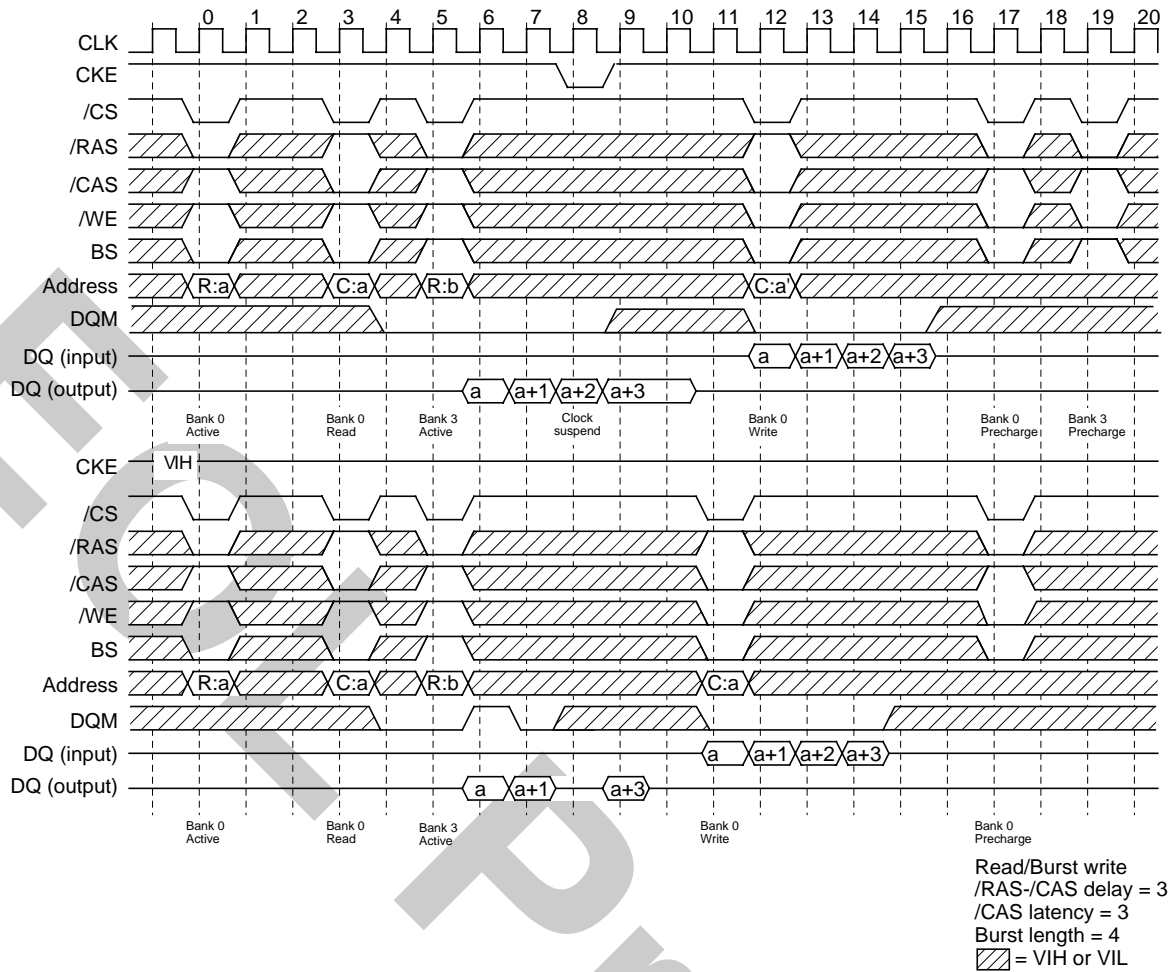 0 1 2 3 4 5 6 7 8 9 10 11 12 13 14 15 16 17 18 19 20
CLK
CKE
/CS
/RAS
/CAS
/WE
BS
Address R:a C:a R:b C:a'
DQM
DQ (input) a a+1 a+2 a+3
DQ (output) a a+1 a+2 a+3
Bank 0 Active
Bank 0 Read
Bank 3 Active
Clock suspend
Bank 0 Write
Bank 0 Precharge
Bank 3 Precharge
CKE VIH
/CS
/RAS
/CAS
/WE
BS
Address R:a C:a R:b C:a
DQM
DQ (input) a a+1 a+2 a+3
DQ (output) a a+1 a+3
Bank 0 Active
Bank 0 Read
Bank 3 Active
Bank 0 Write
Bank 0 Precharge
Read/Burst write
/RAS-/CAS delay = 3
/CAS latency = 3
Burst length = 4
= VIH or VIL